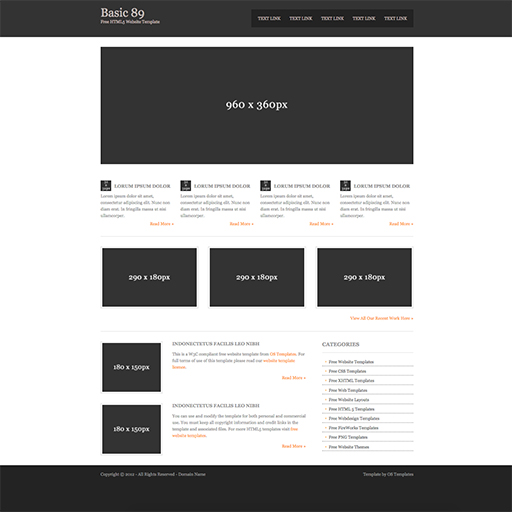 Basic 89
Free HTML5 Website Template
TEXT LINK TEXT LINK TEXT LINK TEXT LINK TEXT LINK
960 x 360px
LOREM IPSUM DOLOR
Lorem ipsum dolor sit amet,
consectetur adipiscing elit. Nunc non
diam erat. In fringilla massa ut nisi
ullamcorper.
Read More »
LOREM IPSUM DOLOR
Lorem ipsum dolor sit amet,
consectetur adipiscing elit. Nunc non
diam erat. In fringilla massa ut nisi
ullamcorper.
Read More »
LOREM IPSUM DOLOR
Lorem ipsum dolor sit amet,
consectetur adipiscing elit. Nunc non
diam erat. In fringilla massa ut nisi
ullamcorper.
Read More »
LOREM IPSUM DOLOR
Lorem ipsum dolor sit amet,
consectetur adipiscing elit. Nunc non
diam erat. In fringilla massa ut nisi
ullamcorper.
Read More »
290 x 180px
290 x 180px
290 x 180px
View All Our Recent Work Here »
180 x 150px
INDONECTETUS FACILIS LEO NIBH
This is a W3C compliant free website template from OS Templates. For
full terms of use of this template please read our website template
licence.
Read More »
180 x 150px
INDONECTETUS FACILIS LEO NIBH
You can use and modify the template for both personal and commercial
use. You must keep all copyright information and credit links in the
template and associated files. For more HTML5 templates visit free
website templates.
Read More »
CATEGORIES
Free Website Templates
Free CSS Templates
Free XHTML Templates
Free Web Templates
Free Website Layouts
Free HTML 5 Templates
Free Webdesign Templates
Free FireWorks Templates
Free PNG Templates
Free Website Themes
Copyright © 2012 - All Rights Reserved - Domain Name
Template by OS Templates